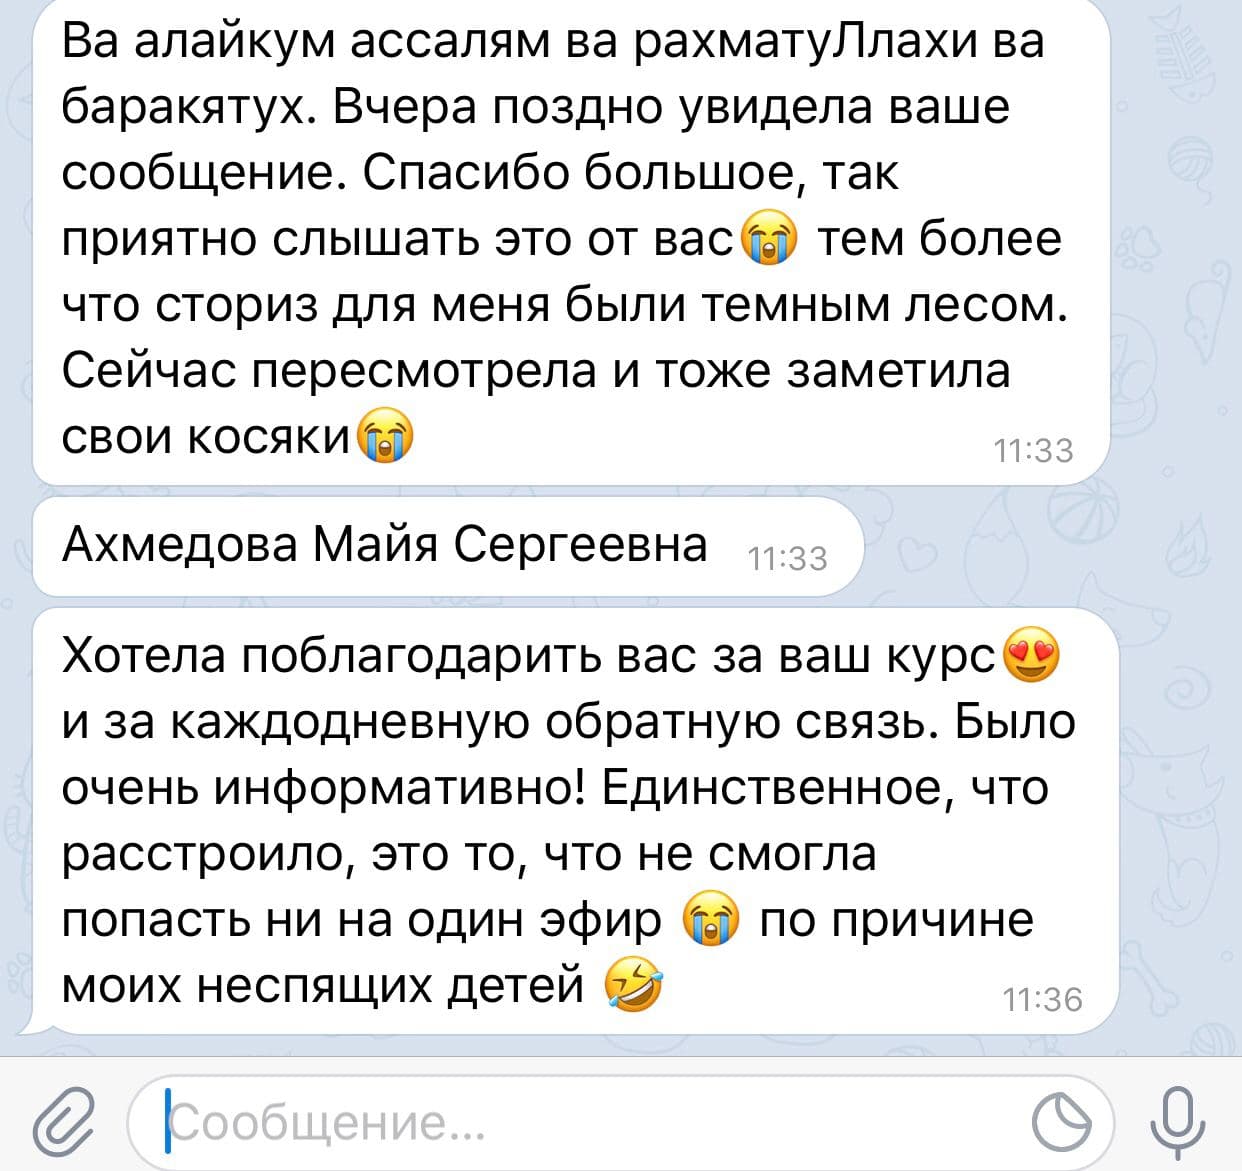 Ва алайкум ассалям ва рахматуЛлахи ва
баракятух. Вчера поздно увидела ваше
сообщение. Спасибо большое, так
приятно слышать это от вас😭 тем более
что сториз для меня были темным лесом.
Сейчас пересмотрела и тоже заметила
свои косяки😭
11:33
Ахмедова Майя Сергеевна 11:33
Хотела поблагодарить вас за ваш курс😍
и за каждодневную обратную связь. Было
очень информативно! Единственное, что
расстроило, это то, что не смогла
попасть ни на один эфир 😭 по причине
моих неспящих детей 🤣
11:36
Сообщение...